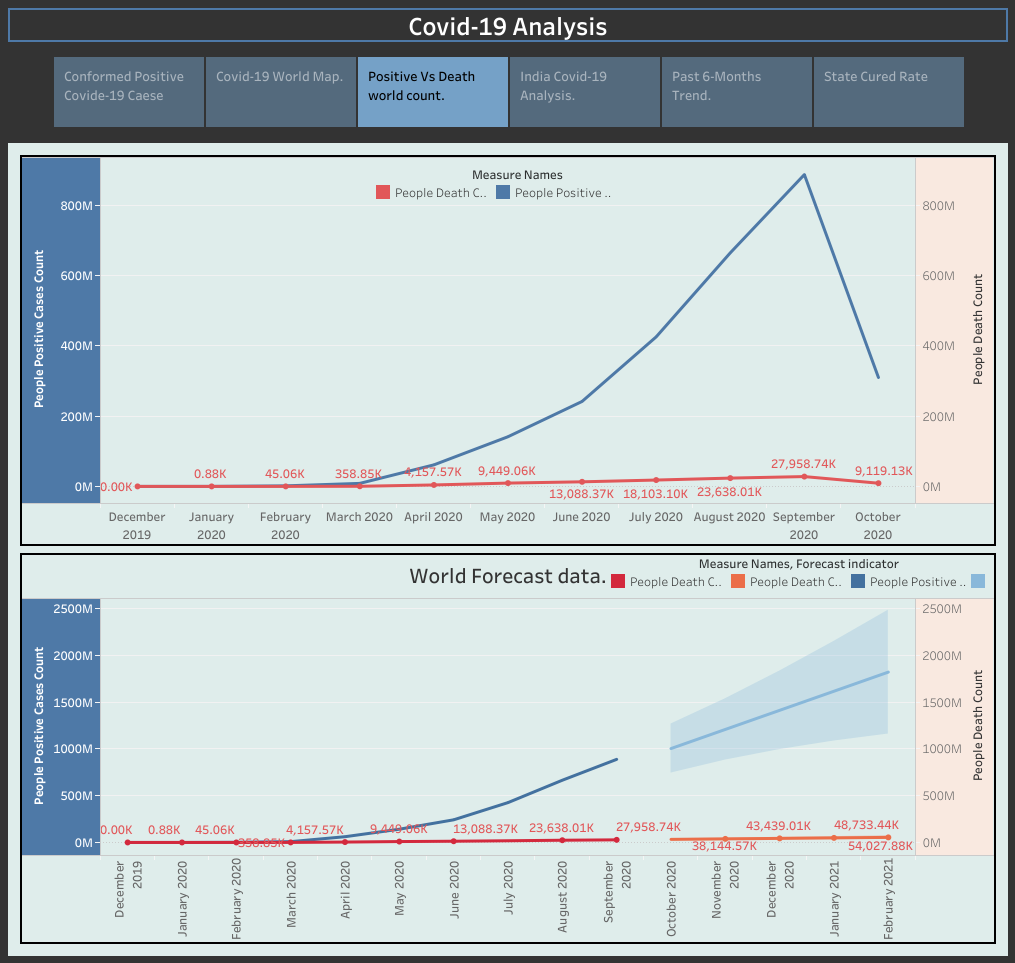 Covid-19 Analysis
Conformed Positive
Covide-19 Caese
Covid-19 World Map.
Positive Vs Death
world count.
India Covid-19
Analysis.
Past 6-Months
Trend.
State Cured Rate
Measure Names
People Death C.. People Positive ..
People Positive Cases Count
800M
600M
400M
200M
0M
0.00K 0.88K 45.06K 358.85K 4,157.57K 9,449.06K 13,088.37K 18,103.10K 23,638.01K 27,958.74K 9,119.13K
800M
600M
400M
200M
0M
People Death Count
December
2019
January
2020
February
2020
March 2020
April 2020
May 2020
June 2020
July 2020
August 2020
September
2020
October
2020
World Forecast data.
Measure Names, Forecast indicator
People Death C.. People Death C.. People Positive ..
People Positive Cases Count
2500M
2000M
1500M
1000M
500M
0M
0.00K 0.88K 45.06K 358.85K 4,157.57K 9,449.06K 13,088.37K 23,638.01K 27,958.74K 38,144.57K 43,439.01K 48,733.44K 54,027.88K
2500M
2000M
1500M
1000M
500M
0M
People Death Count
December
2019
January 2020
February 2020
March 2020
April 2020
May 2020
June 2020
July 2020
August 2020
September
2020
October 2020
November
2020
December
2020
January 2021
February 2021